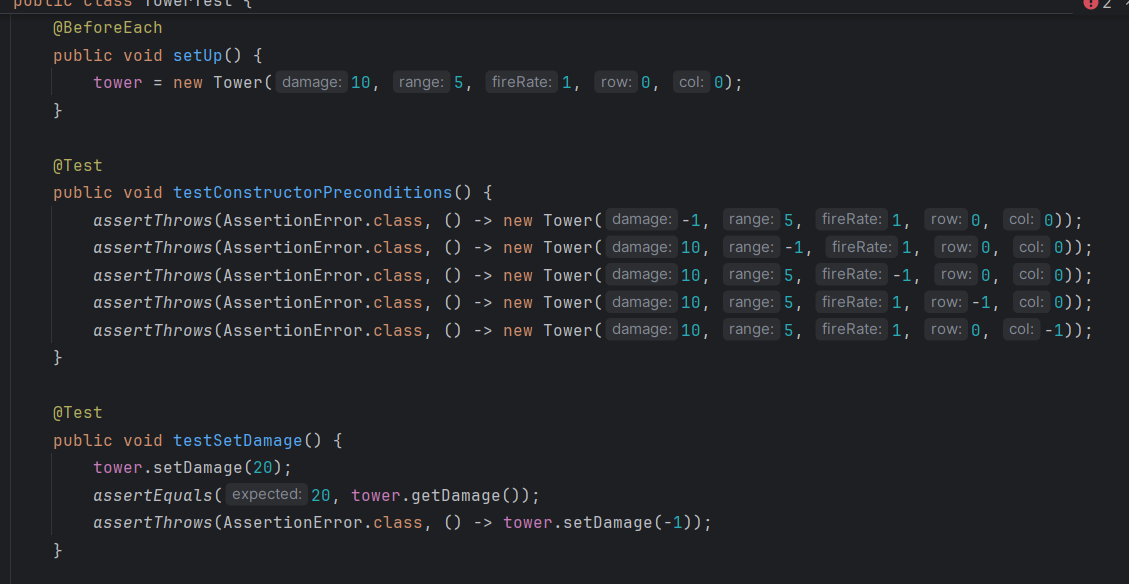 public class TowerTest {
2
@BeforeEach
public void setUp() {
tower = new Tower( damage: 10, range: 5, fireRate: 1, row: 0, col: 0);
}
@Test
public void testConstructorPreconditions() {
assertThrows(AssertionError.class, () -> new Tower( damage: -1, range: 5, fireRate: 1, row: 0, col: 0));
assertThrows(AssertionError.class, () -> new Tower( damage: 10, range: -1, fireRate: 1, row: 0, col: 0));
assertThrows(AssertionError.class, () -> new Tower( damage: 10, range: 5, fireRate: -1, row: 0, col: 0));
assertThrows(AssertionError.class, () -> new Tower( damage: 10, range: 5, fireRate: 1, row: -1, col: 0));
assertThrows(AssertionError.class, () -> new Tower( damage: 10, range: 5, fireRate: 1, row: 0, col: -1));
}
@Test
public void testSetDamage() {
tower.setDamage(20);
assertEquals( expected: 20, tower.getDamage());
assertThrows(AssertionError.class, () -> tower.setDamage(-1));
}